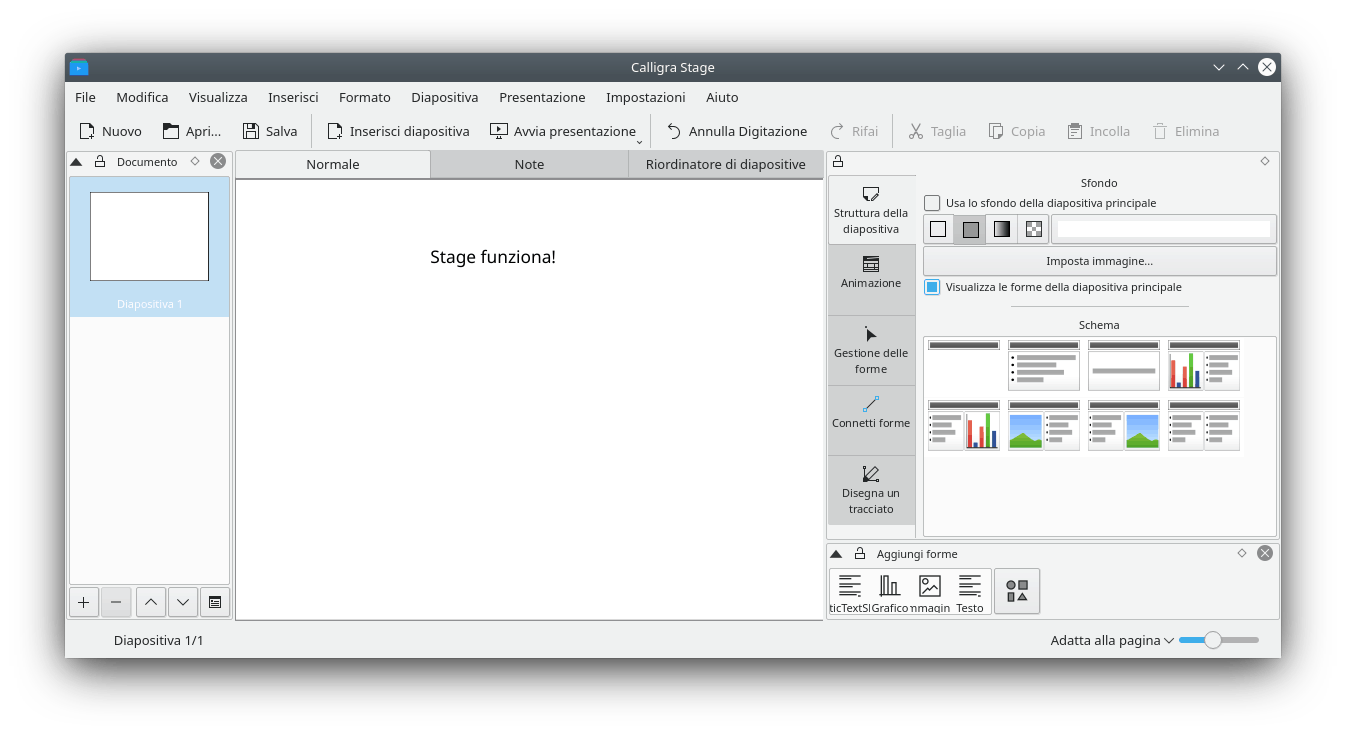 Calligra Stage
File Modifica Visualizza Inserisci Formato Diapositiva Presentazione Impostazioni Aiuto
Nuovo Apri... Salva Inserisci diapositiva Avvia presentazione Annulla Digitazione Rifai Taglia Copia Incolla Elimina
Documento
Diapositiva 1
Normale Note Riordinatore di diapositive
Stage funziona!
Struttura della
diapositiva
Animazione
Gestione delle
forme
Connetti forme
Disegna un
tracciato
Sfondo
Usa lo sfondo della diapositiva principale
Imposta immagine...
Visualizza le forme della diapositiva principale
Schema
Aggiungi forme
ticTextSl Grafico mmagin Testo
Diapositiva 1/1
Adatta alla pagina